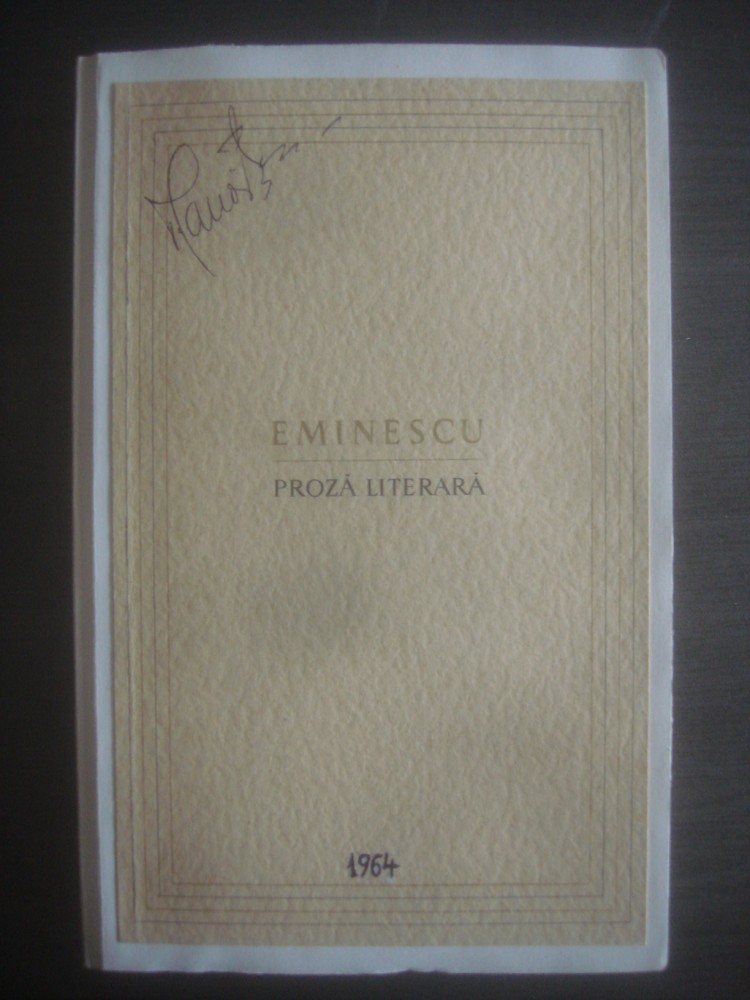 EMINESCU
PROZĂ LITERARĂ
1964